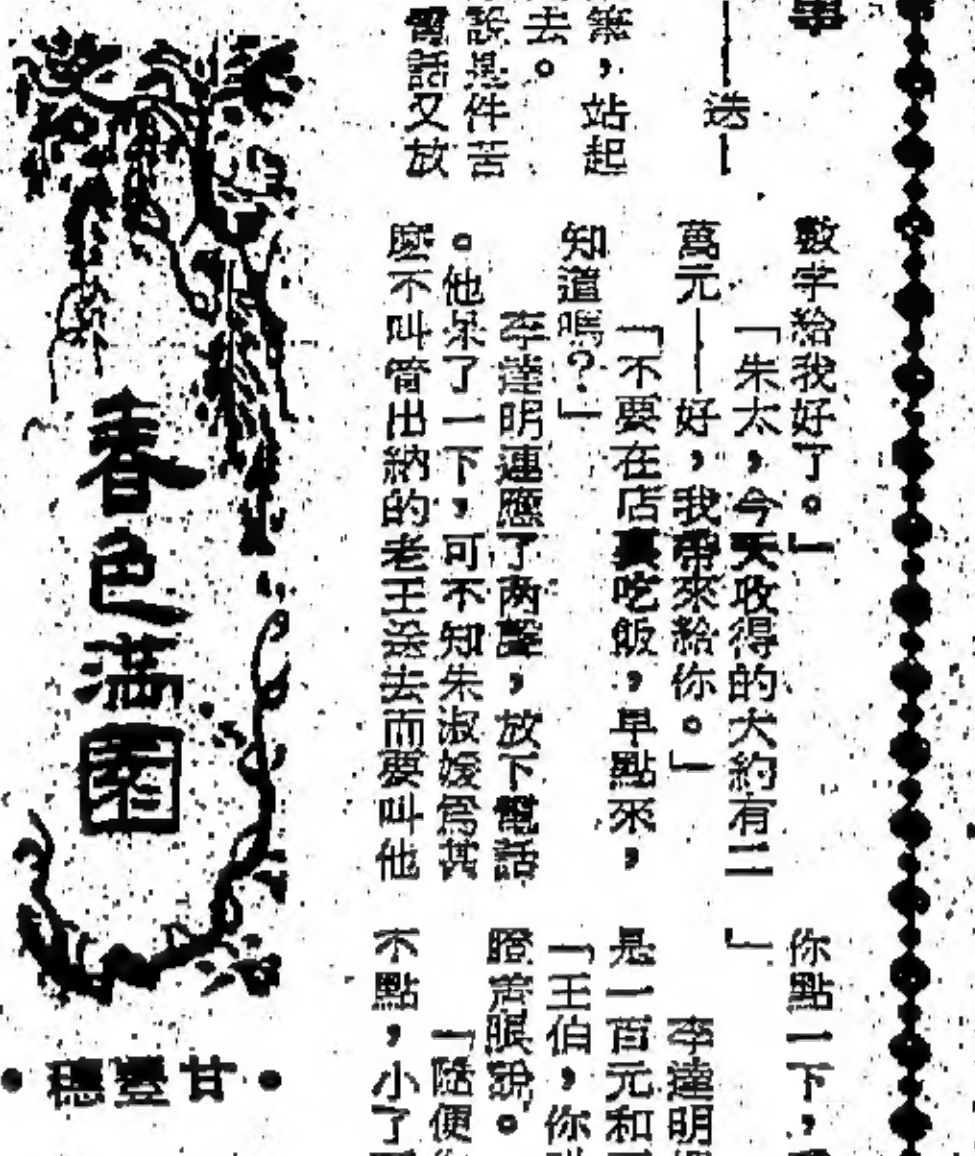 送
筆，站起
去。
說是件苦
電話又放
數字給我好了。」
「朱太，今天收得的大約有二
萬元——好，我帶來給你。」
「不要在店裏吃飯，早點來，
知道嗎？」
李達明連應了两聲，放下電話
。他呆了一下，可不知朱淑媛爲甚
麼不叫管出納的老王送去而要叫他
你點一下，
」
李達明
是一百元和
「王伯，你
瞪着眼說。
「隨便
不點，小了
春色滿園
•甘豐穗•